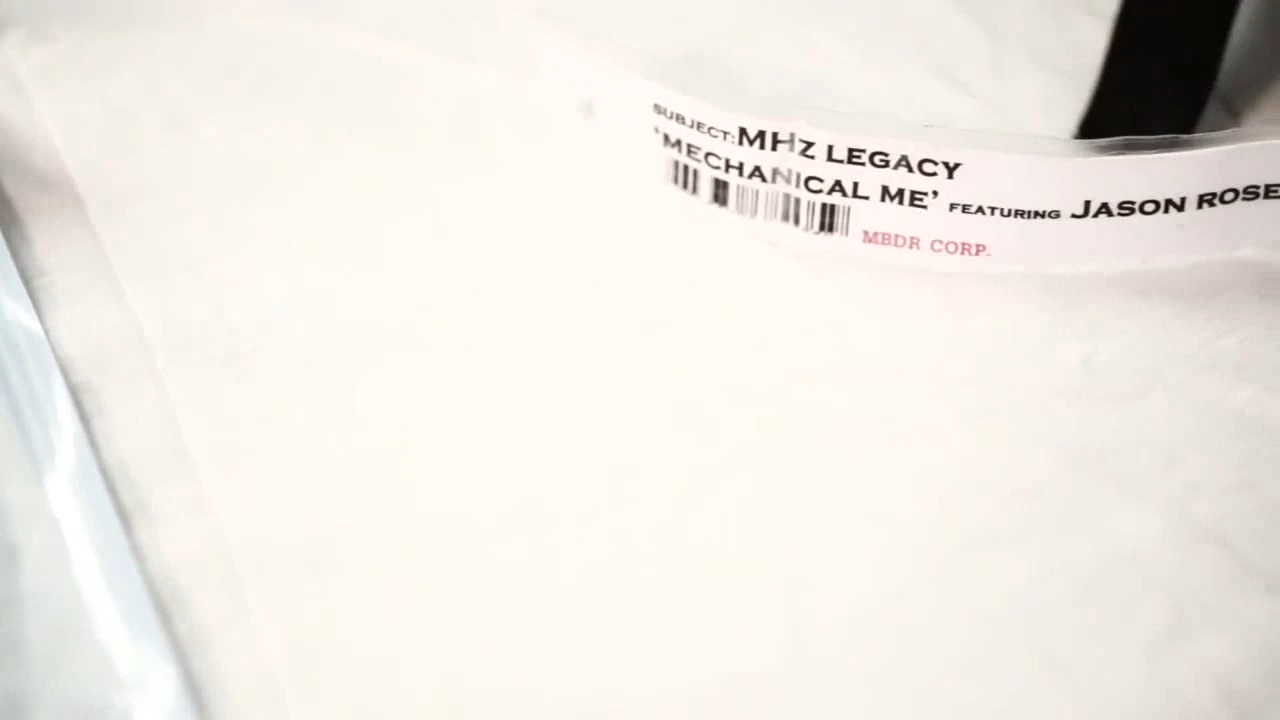 SUBJECT: MHz LEGACY
'MECHANICAL ME' FEATURING JASON ROSE
MBDR CORP.